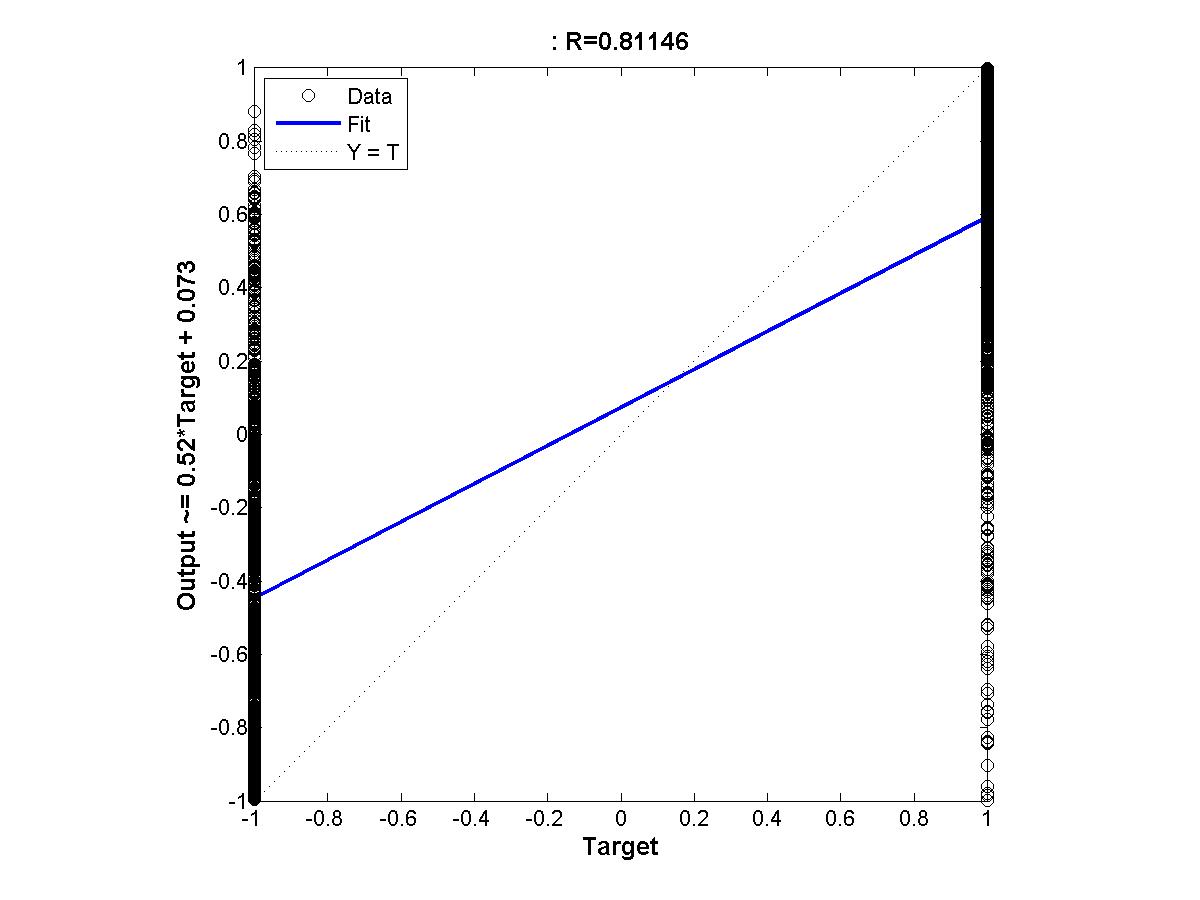 : R=0.81146
Data
Fit
Y = T
1
0.8
0.6
0.4
0.2
0
-0.2
-0.4
-0.6
-0.8
-1
Output ~= 0.52*Target + 0.073
-1 -0.8 -0.6 -0.4 -0.2 0 0.2 0.4 0.6 0.8 1
Target